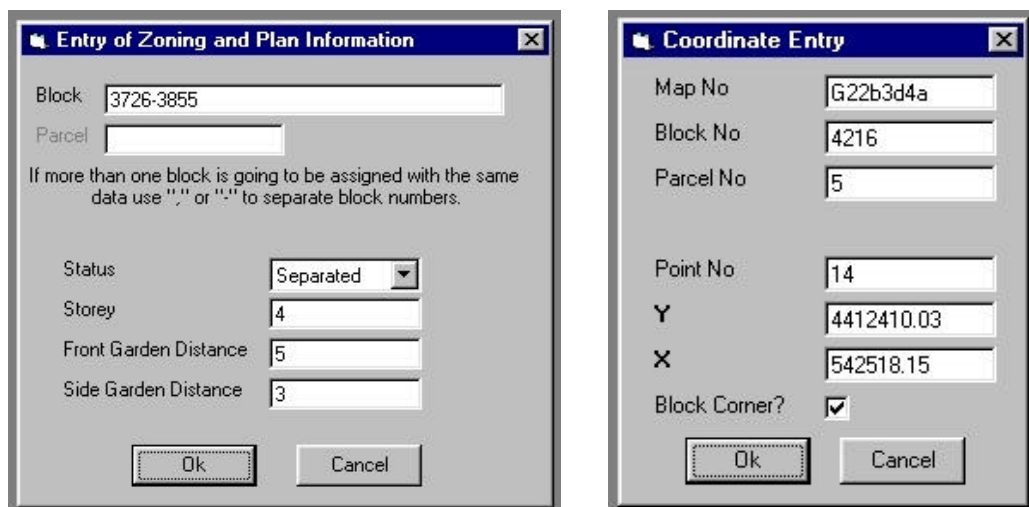 Entry of Zoning and Plan Information
Block 3726-3855
Parcel
If more than one block is going to be assigned with the same
data use "," or "-" to separate block numbers.
Status Separated
Storey 4
Front Garden Distance 5
Side Garden Distance 3
Ok Cancel
Coordinate Entry
Map No G22b3d4a
Block No 4216
Parcel No 5
Point No 14
Y 4412410.03
X 542518.15
Block Corner?
Ok Cancel